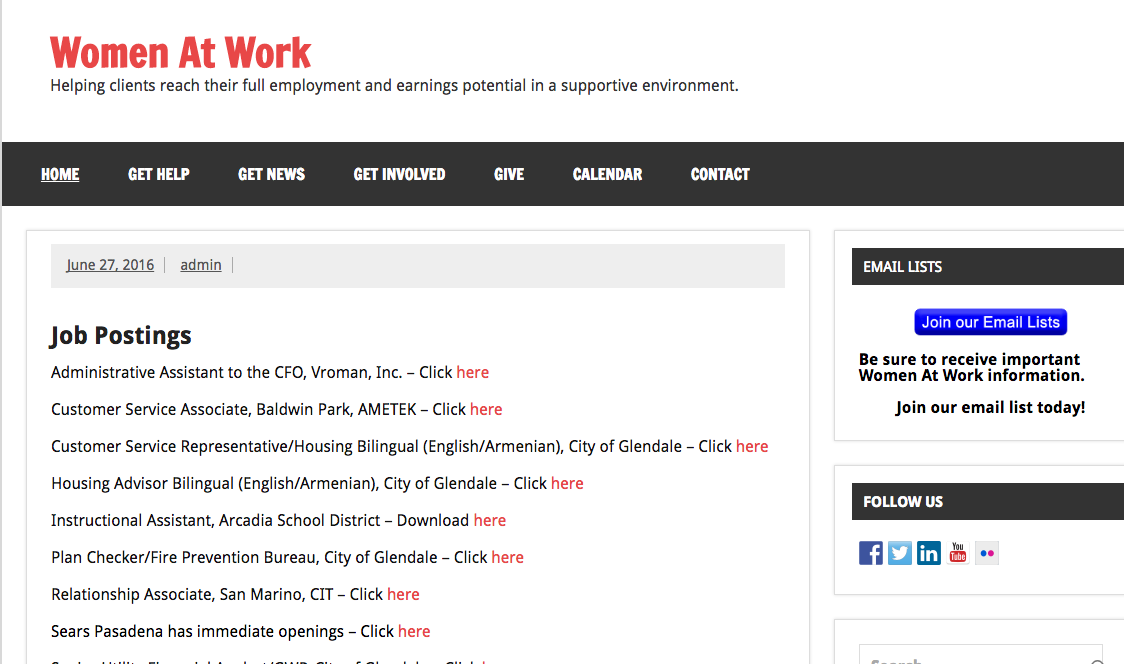 Women At Work
Helping clients reach their full employment and earnings potential in a supportive environment.
HOME GET HELP GET NEWS GET INVOLVED GIVE CALENDAR CONTACT
June 27, 2016 admin
Job Postings
Administrative Assistant to the CFO, Vroman, Inc. – Click here
Customer Service Associate, Baldwin Park, AMETEK – Click here
Customer Service Representative/Housing Bilingual (English/Armenian), City of Glendale – Click here
Housing Advisor Bilingual (English/Armenian), City of Glendale – Click here
Instructional Assistant, Arcadia School District – Download here
Plan Checker/Fire Prevention Bureau, City of Glendale – Click here
Relationship Associate, San Marino, CIT – Click here
Sears Pasadena has immediate openings – Click here
EMAIL LISTS
Join our Email Lists
Be sure to receive important
Women At Work information.
Join our email list today!
FOLLOW US
You
Tube
Search